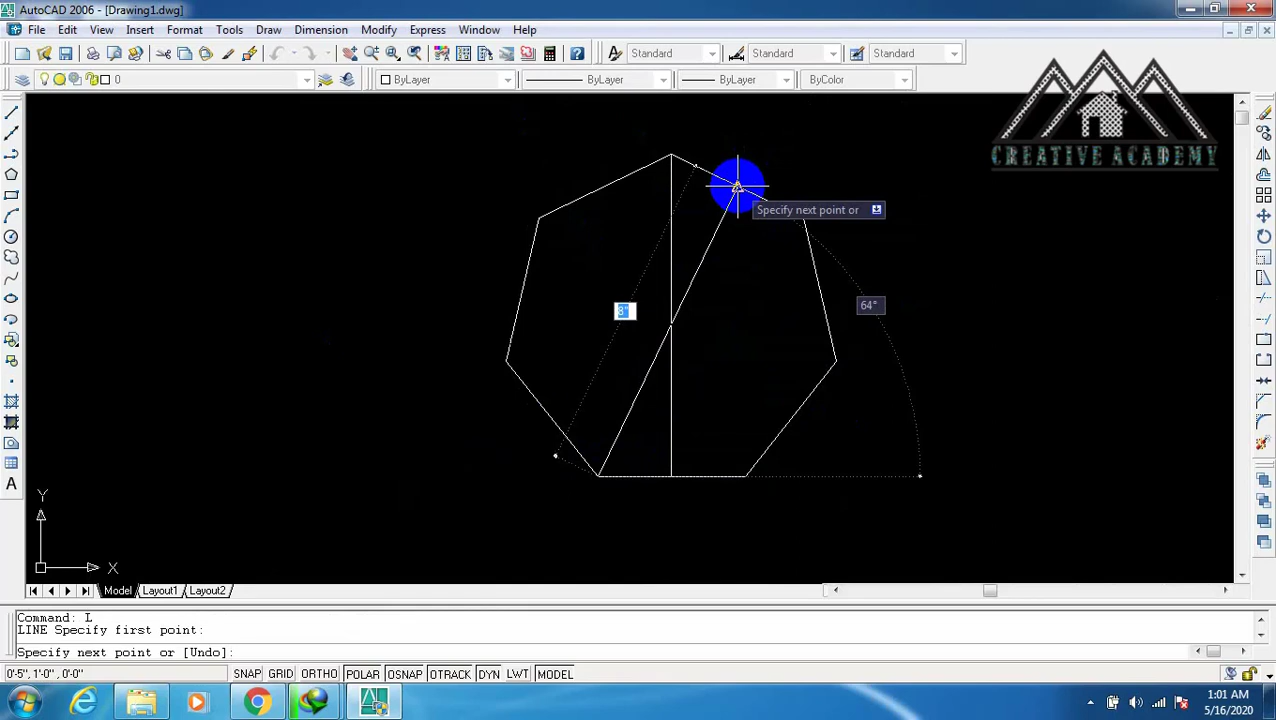 AutoCAD 2006 - [Drawing1.dwg]
File Edit View Insert Format Tools Draw Dimension Modify Express Window Help
Standard Standard Standard
0 ByLayer ByLayer ByLayer ByColor
CREATIVE ACADEMY
Specify next point or
3"
64°
Y
X
Model Layout1 Layout2
Command: L
LINE Specify first point:
Specify next point or [Undo]:
0'-5", 1'-0" , 0'-0" SNAP GRID ORTHO POLAR OSNAP OTRACK DYN LWT MODEL
1:01 AM
5/16/2020